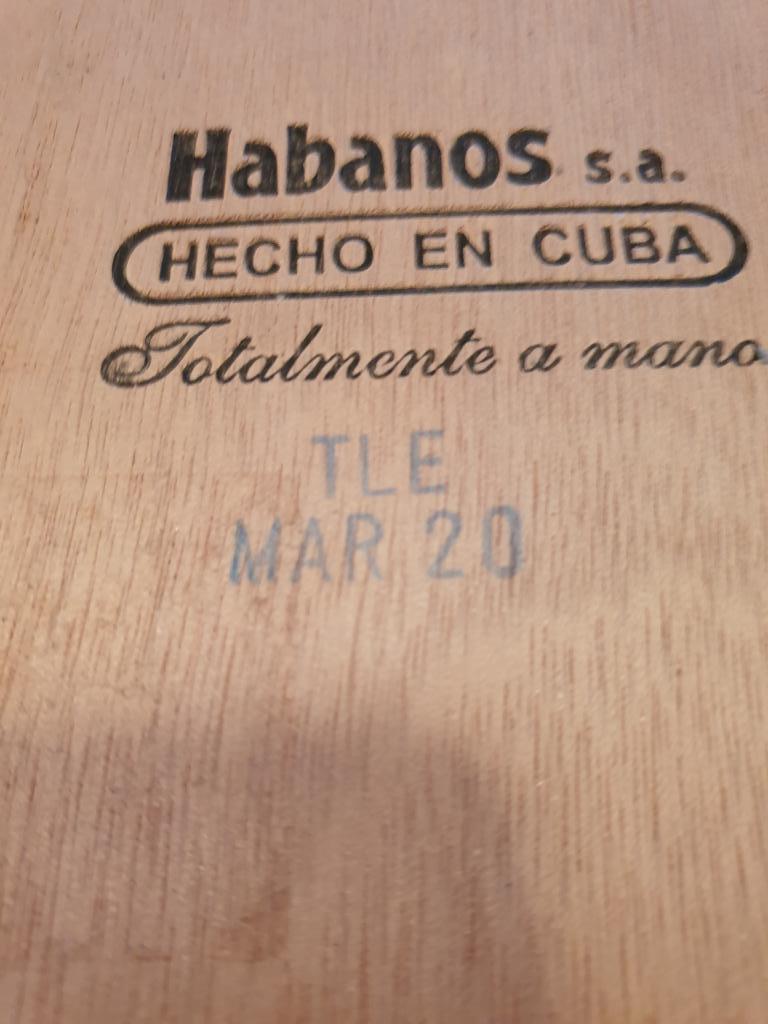 Habanos s.a.
HECHO EN CUBA
Totalmente a mano
TLE
MAR 20